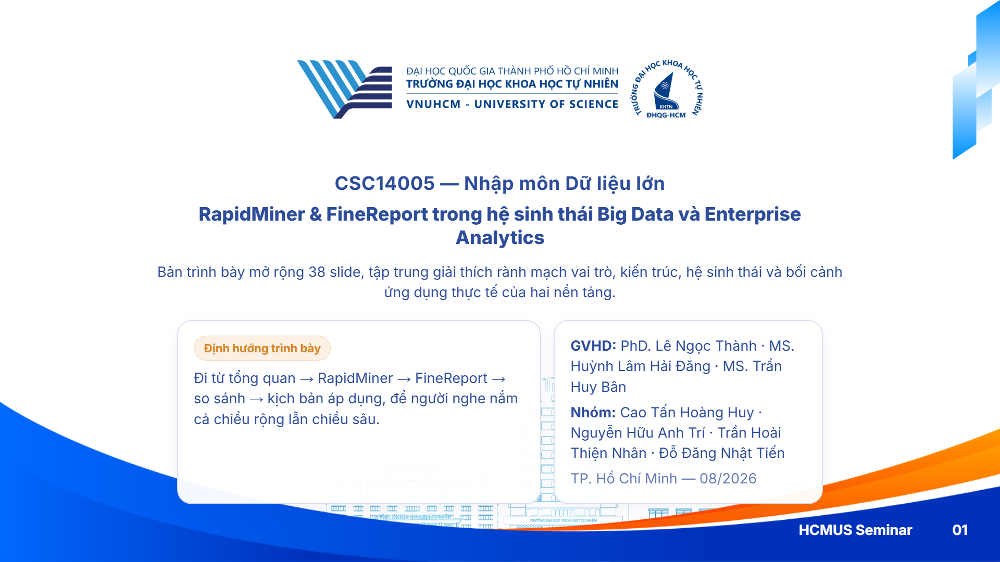 ĐẠI HỌC QUỐC GIA THÀNH PHỐ HỒ CHÍ MINH
TRƯỜNG ĐẠI HỌC KHOA HỌC TỰ NHIÊN
VNUHCM - UNIVERSITY OF SCIENCE
TRƯỜNG ĐẠI HỌC KHOA HỌC TỰ NHIÊN
KHTN
ĐHQG-HCM
CSC14005 — Nhập môn Dữ liệu lớn
RapidMiner & FineReport trong hệ sinh thái Big Data và Enterprise
Analytics
Bản trình bày mở rộng 38 slide, tập trung giải thích rành mạch vai trò, kiến trúc, hệ sinh thái và bối cảnh
ứng dụng thực tế của hai nền tảng.
Định hướng trình bày
Đi từ tổng quan → RapidMiner → FineReport →
so sánh → kịch bản áp dụng, để người nghe nắm
cả chiều rộng lẫn chiều sâu.
GVHD: PhD. Lê Ngọc Thành · MS.
Huỳnh Lâm Hải Đăng · MS. Trần
Huy Bân
Nhóm: Cao Tấn Hoàng Huy ·
Nguyễn Hữu Anh Trí · Trần Hoài
Thiện Nhân · Đỗ Đăng Nhật Tiến
TP. Hồ Chí Minh — 08/2026
TRƯỜNG ĐẠI HỌC KHOA HỌC TỰ NHIÊN
HCMUS Seminar
01